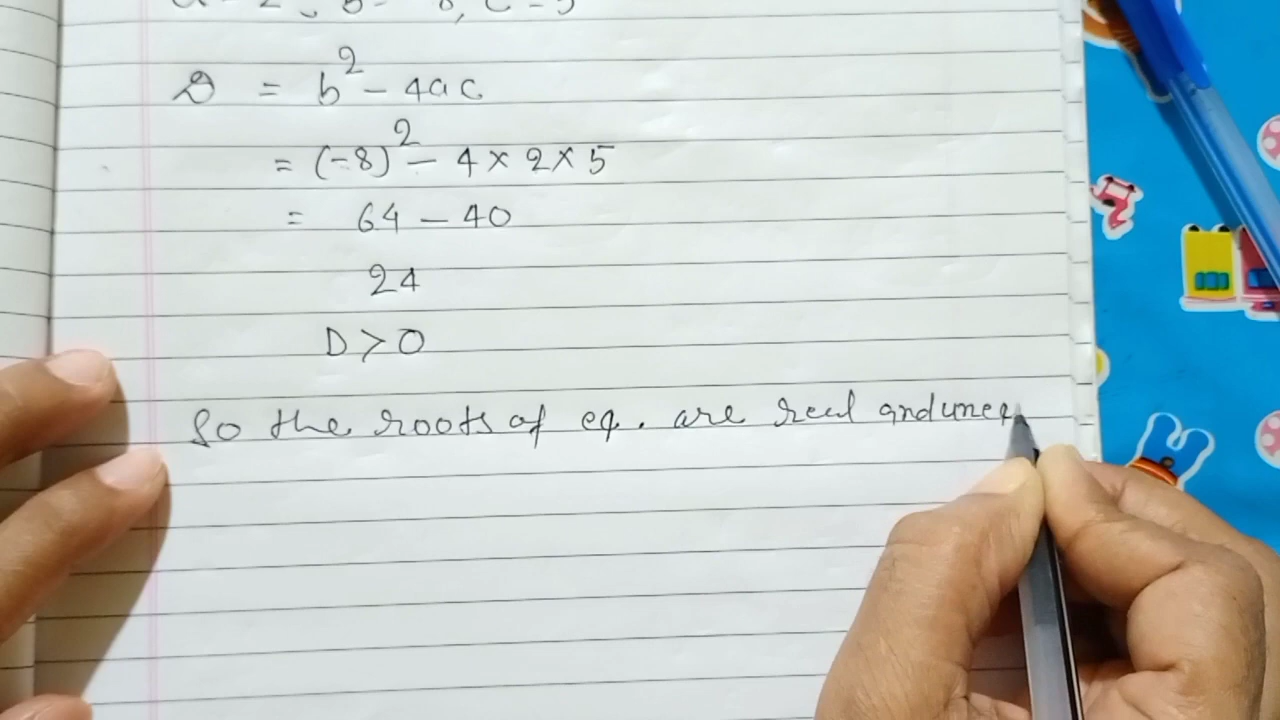 D = b² - 4ac
= (-8)² - 4 × 2 × 5
= 64 - 40
24
D > 0
So the roots of eq. are real and uneq